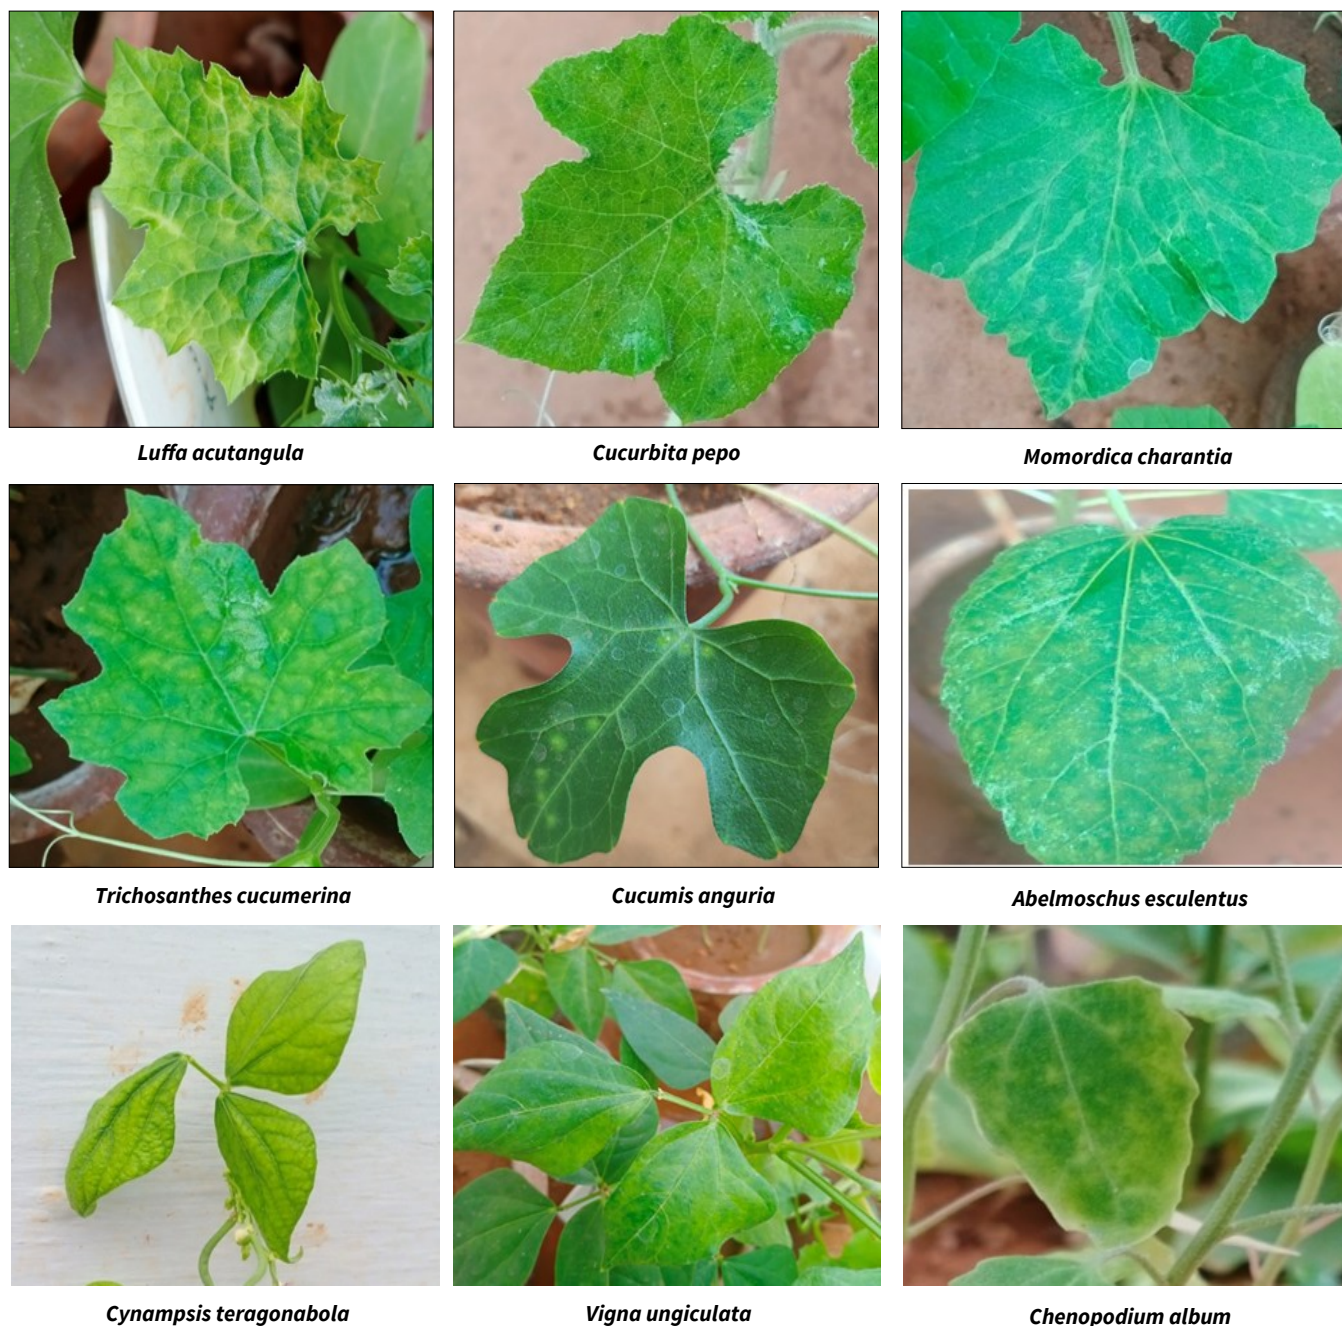 Luffa acutangula
Cucurbita pepo
Momordica charantia
Trichosanthes cucumerina
Cucumis anguria
Abelmoschus esculentus
Cynampsis teragonabola
Vigna ungiculata
Chenopodium album